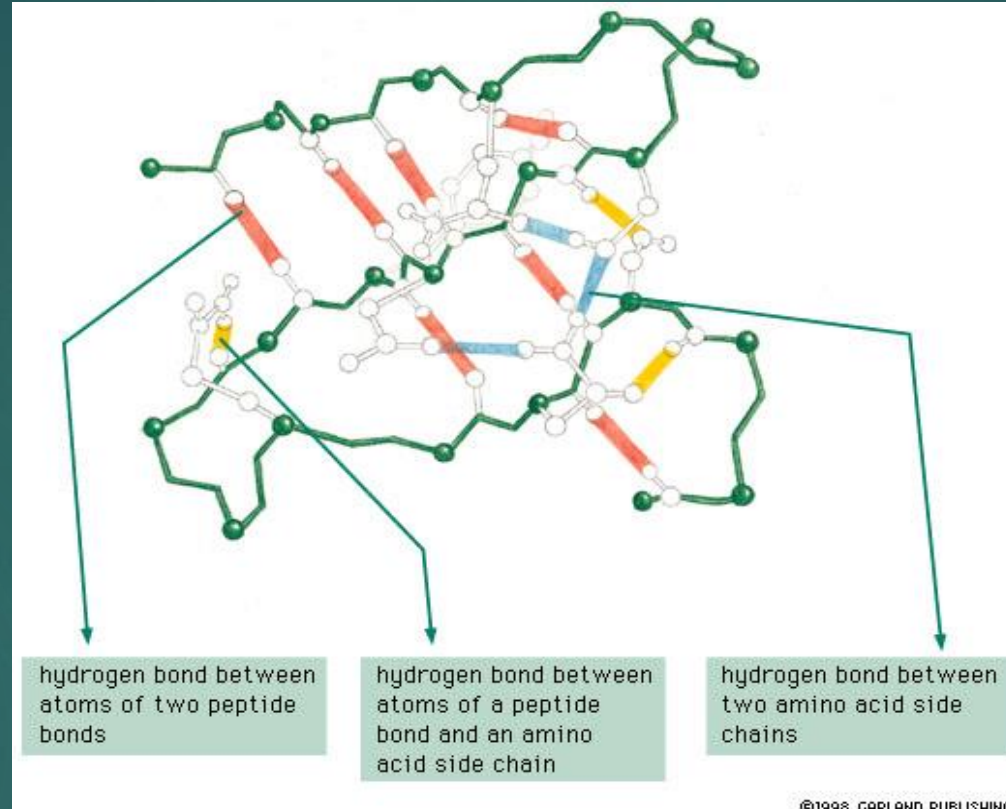 hydrogen bond between
atoms of two peptide
bonds
hydrogen bond between
atoms of a peptide
bond and an amino
acid side chain
hydrogen bond between
two amino acid side
chains
©1998 GARLAND PUBLISHING